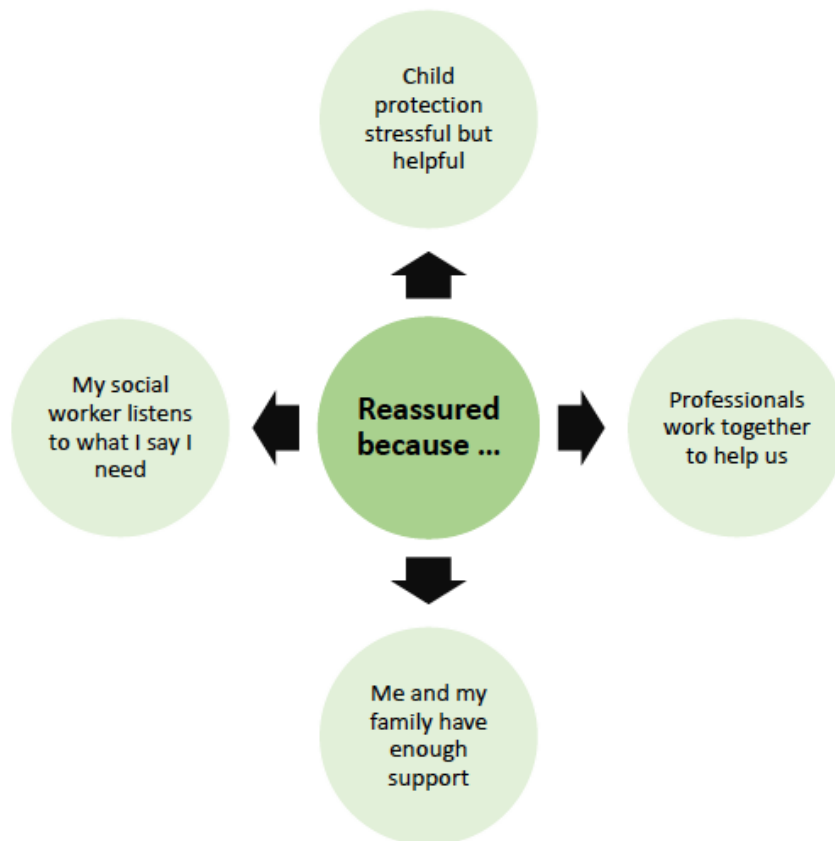 Child
protection
stressful but
helpful
My social
worker listens
to what I say I
need
Reassured
because ...
Professionals
work together
to help us
Me and my
family have
enough
support